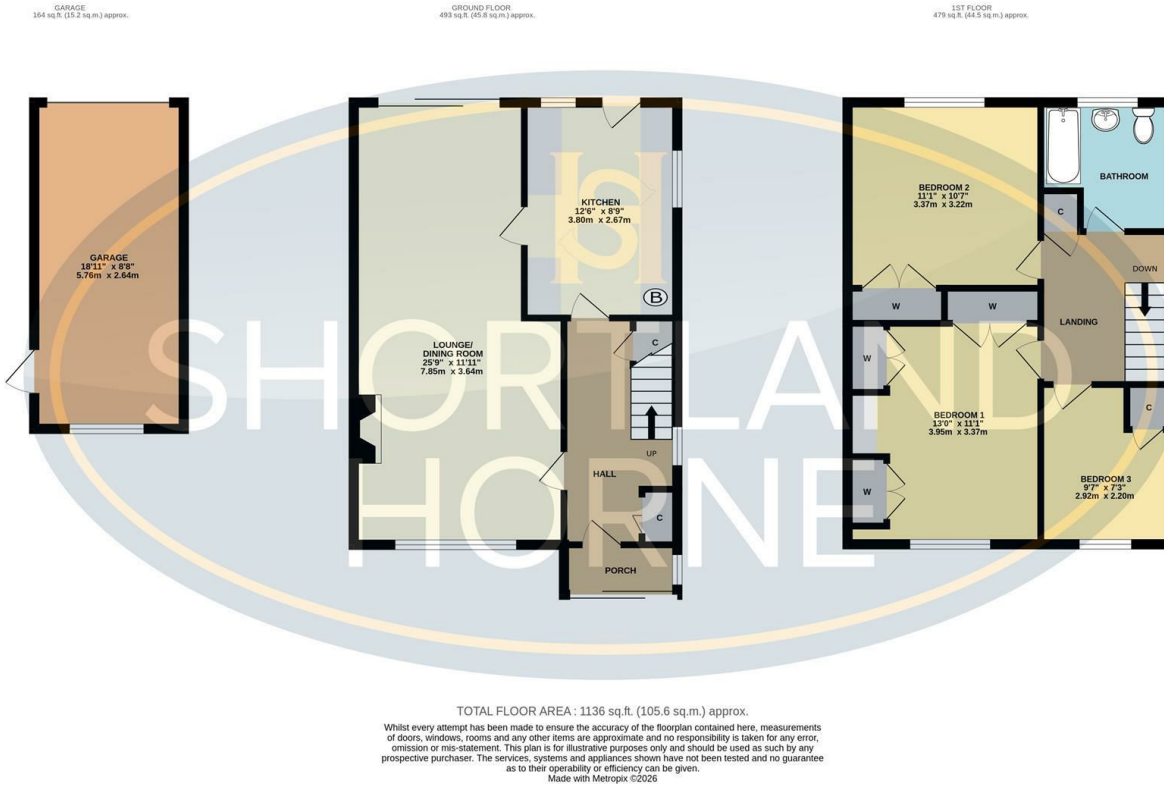 GARAGE
164 sq.ft. (15.2 sq.m.) approx.
GROUND FLOOR
493 sq.ft. (45.8 sq.m.) approx.
1ST FLOOR
479 sq.ft. (44.5 sq.m.) approx.
GARAGE
18'11" x 8'8"
5.76m x 2.64m
KITCHEN
12'6" x 8'9"
3.80m x 2.67m
B
LOUNGE/
DINING ROOM
25'9" x 11'11"
7.85m x 3.64m
C
UP
HALL
C
PORCH
BEDROOM 2
11'1" x 10'7"
3.37m x 3.22m
BATHROOM
C
DOWN
W
W
LANDING
W
BEDROOM 1
13'0" x 11'1"
3.95m x 3.37m
C
W
BEDROOM 3
9'7" x 7'3"
2.92m x 2.20m
SHORTLAND
HORNE
TOTAL FLOOR AREA : 1136 sq.ft. (105.6 sq.m.) approx.
Whilst every attempt has been made to ensure the accuracy of the floorplan contained here, measurements
of doors, windows, rooms and any other items are approximate and no responsibility is taken for any error,
omission or mis-statement. This plan is for illustrative purposes only and should be used as such by any
prospective purchaser. The services, systems and appliances shown have not been tested and no guarantee
as to their operability or efficiency can be given.
Made with Metropix ©2026